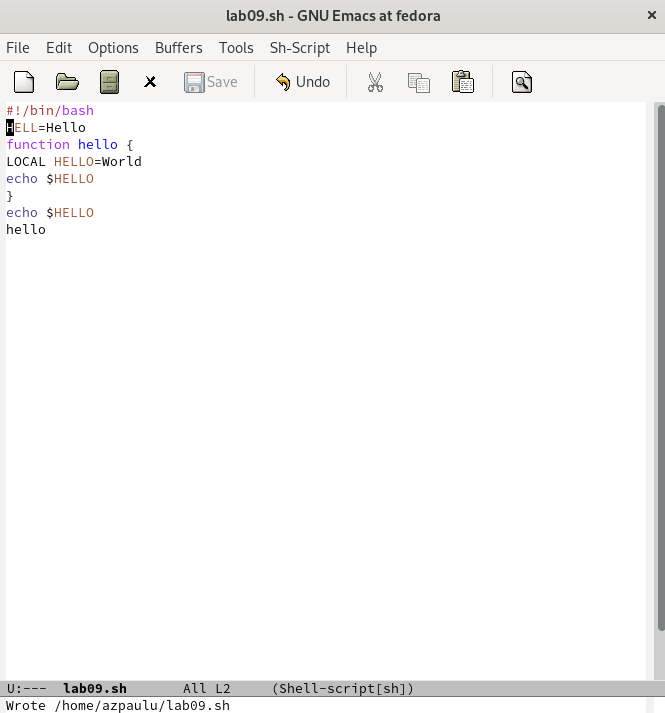 lab09.sh - GNU Emacs at fedora
File Edit Options Buffers Tools Sh-Script Help
Save Undo
#!/bin/bash
HELL=Hello
function hello {
LOCAL HELLO=World
echo $HELLO
}
echo $HELLO
hello
U:--- lab09.sh All L2 (Shell-script[sh])
Wrote /home/azpaulu/lab09.sh